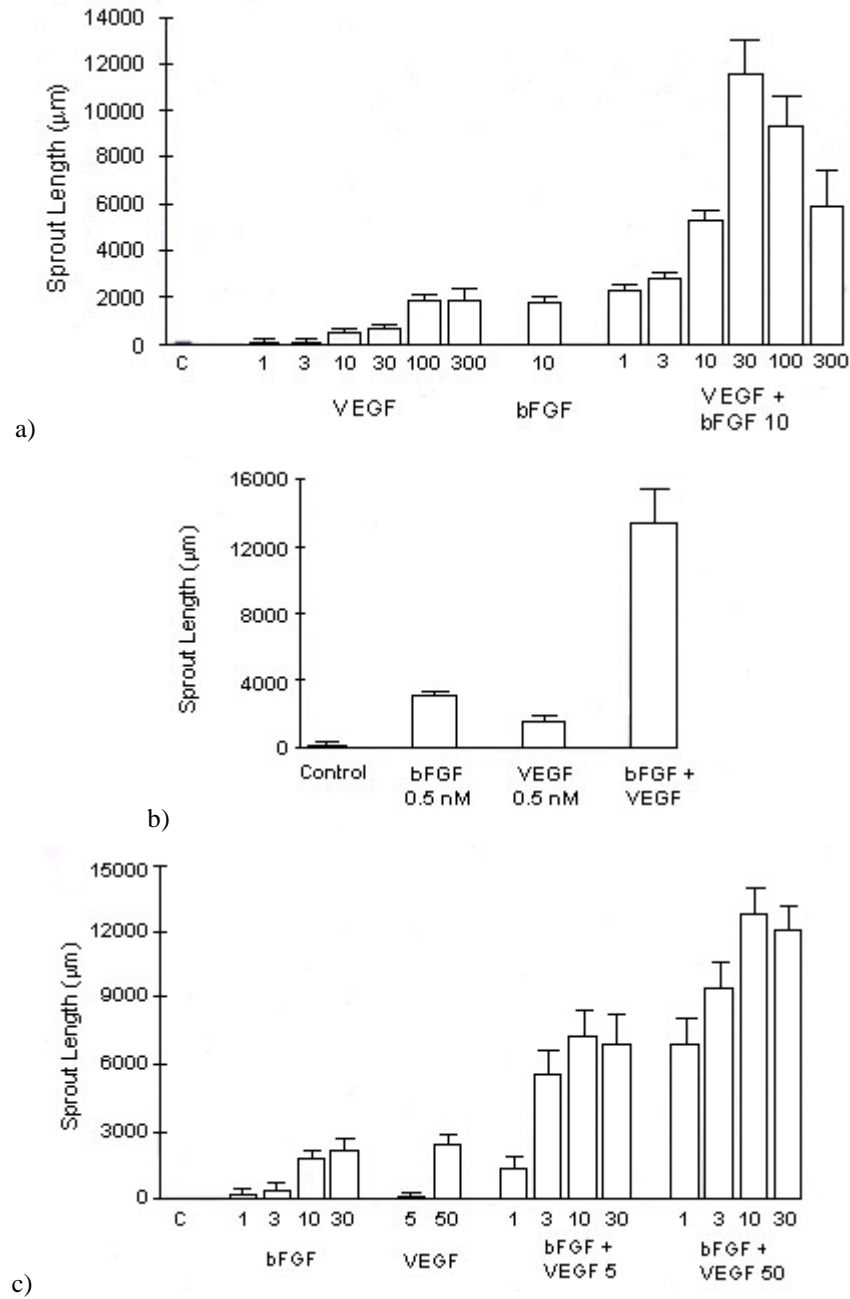 14000
12000
10000
8000
6000
4000
2000
0
Sprout Length (µm)
C 1 3 10 30 100 300 10 1 3 10 30 100 300
VEGF bFGF VEGF +
bFGF 10
a)
16000
12000
8000
4000
0
Sprout Length (µm)
Control bFGF VEGF bFGF +
0.5 nM 0.5 nM VEGF
b)
15000
12000
9000
6000
3000
0
Sprout Length (µm)
C 1 3 10 30 5 50 1 3 10 30 1 3 10 30
bFGF VEGF bFGF + bFGF +
VEGF 5 VEGF 50
c)